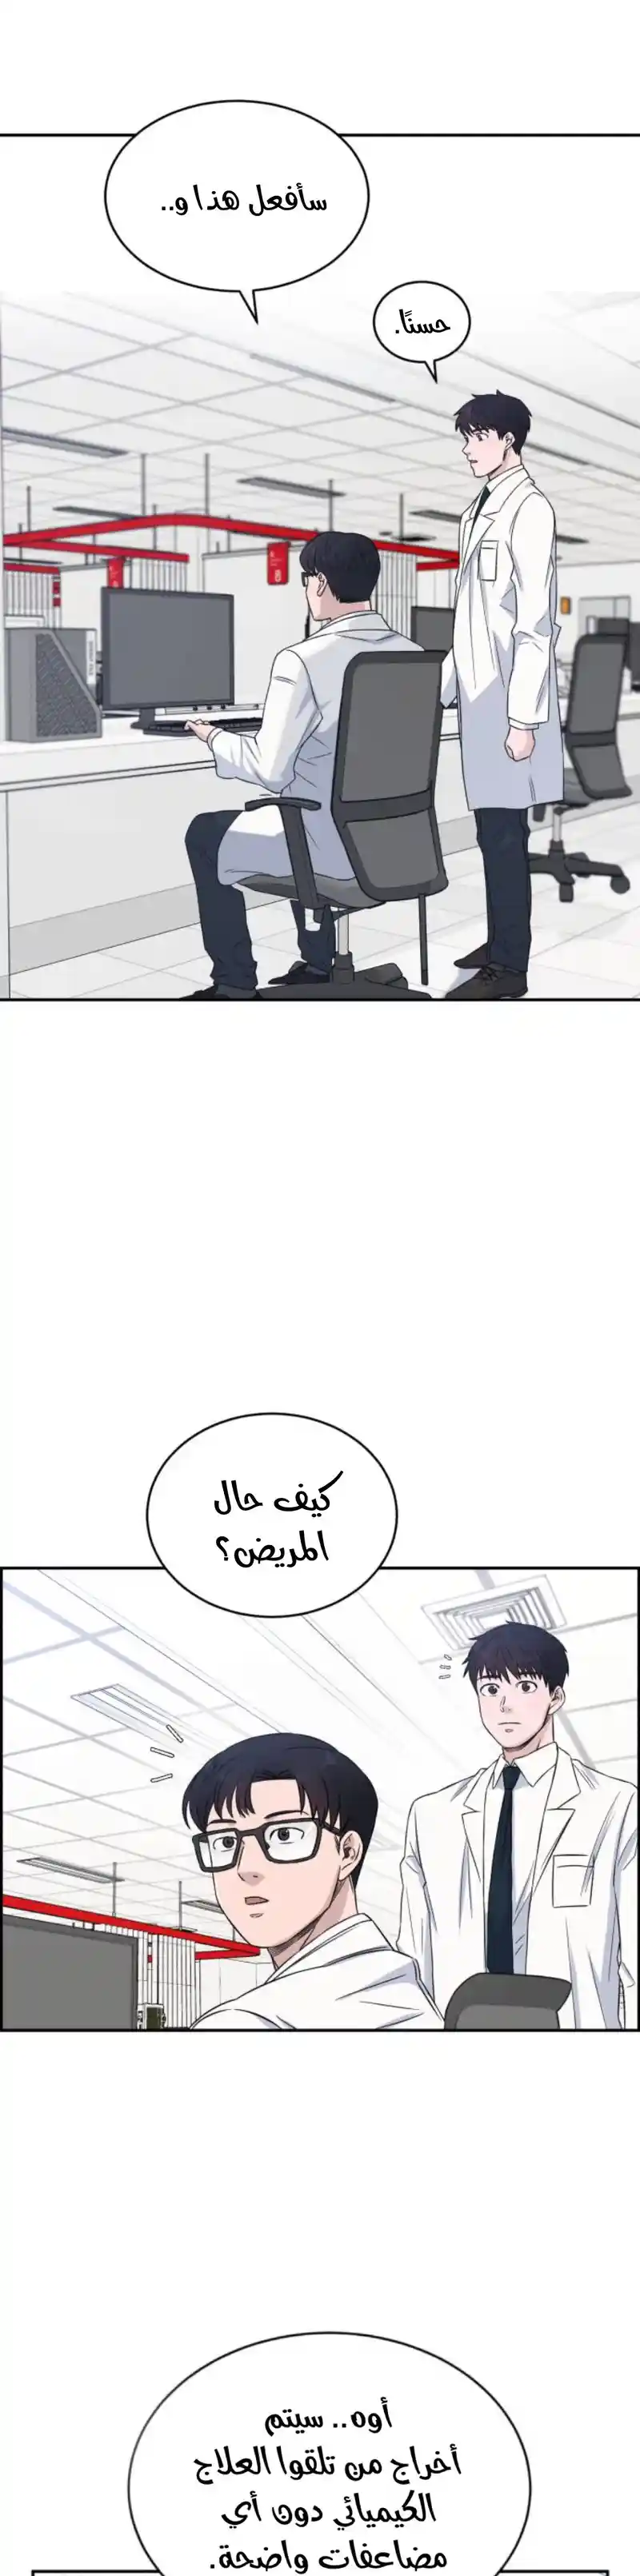 سأفعل هذا و..
حسنًا.
كيف حال
المريض؟
أوه.. سيتم
أخراج من تلقوا العلاج
الكيميائي دون أي
مضاعفات واضحة.